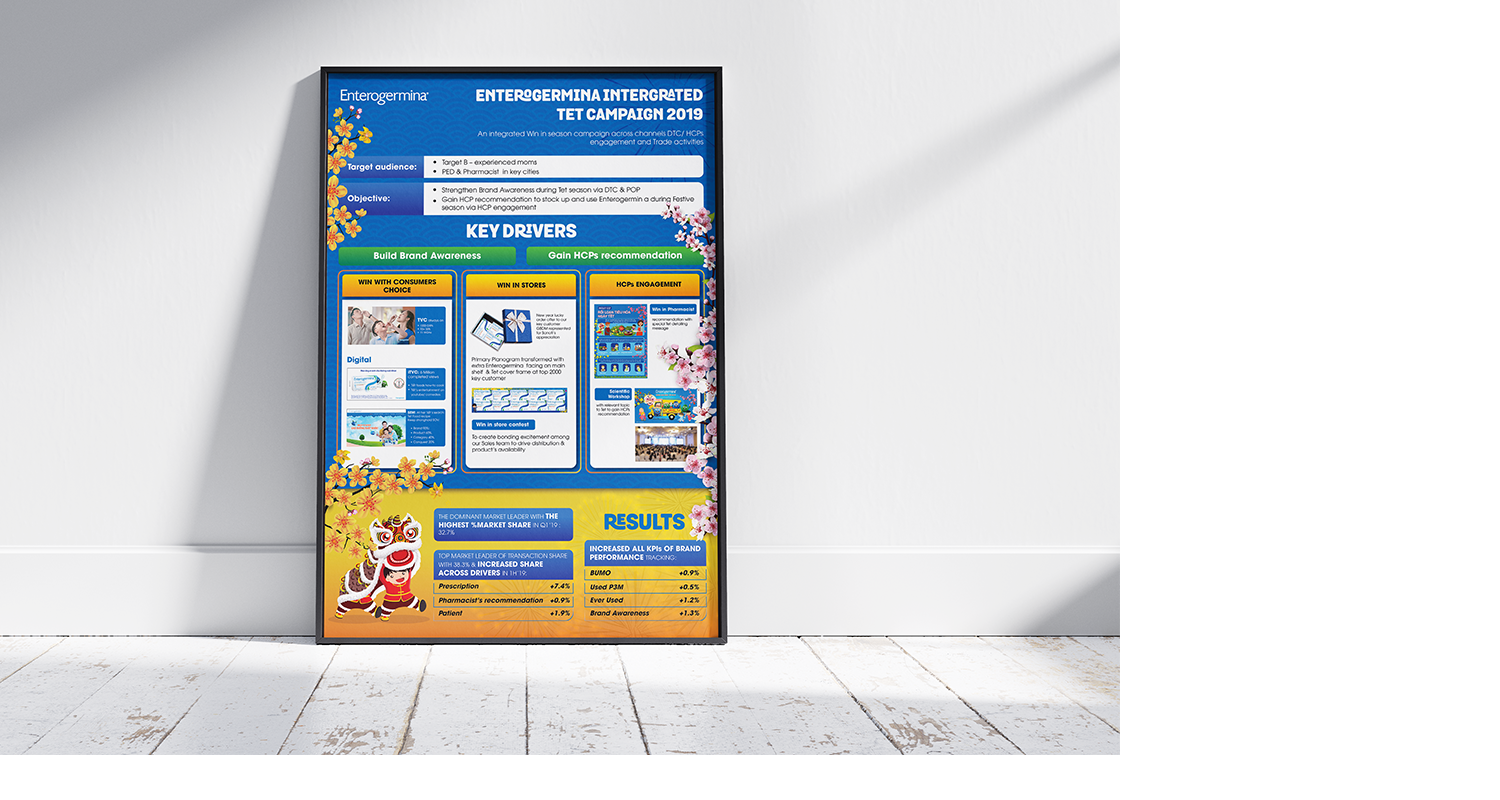 Enterogermina
ENTEROGERMINA INTERGRATED
TET CAMPAIGN 2019
An integrated Win in season campaign across channels DTC/ HCPs
engagement and Trade activities
Target audience:
• Target B – experienced moms
• PED & Pharmacist in key cities
Objective:
• Strengthen Brand Awareness during Tet season via DTC & POP
• Gain HCP recommendation to stock up and use Enterogermin a during Festive
season via HCP engagement
KEY DRIVERS
Build Brand Awareness
Gain HCPs recommendation
WIN WITH CONSUMERS
CHOICE
TVC
Digital
iTVC: 6 Million
completed views
WIN IN STORES
New year lucky
order offer to our
key customer
GBDM represented
for Sanofi's
appreciation
Primary Planogram transformed with
extra Enterogermina facing on main
shelf & Tet cover frame at top 2000
key customer
Win in store contest
To create bonding excitement among
our Sales team to drive distribution &
product's availability
HCPs ENGAGEMENT
Win in Pharmacist
recommendation with
special Tet detailing
message
Scientific
Workshop
with relevant topic
to Tet to gain HCPs
recommendation
THE DOMINANT MARKET LEADER WITH THE
HIGHEST %MARKET SHARE IN Q1'19 :
32.7%
TOP MARKET LEADER OF TRANSACTION SHARE
WITH 38.3% & INCREASED SHARE
ACROSS DRIVERS IN 1H'19:
Prescription +7.4%
Pharmacist's recommendation +0.9%
Patient +1.9%
RESULTS
INCREASED ALL KPIs OF BRAND
PERFORMANCE TRACKING:
BUMO +0.9%
Used P3M +0.5%
Ever Used +1.2%
Brand Awareness +1.3%